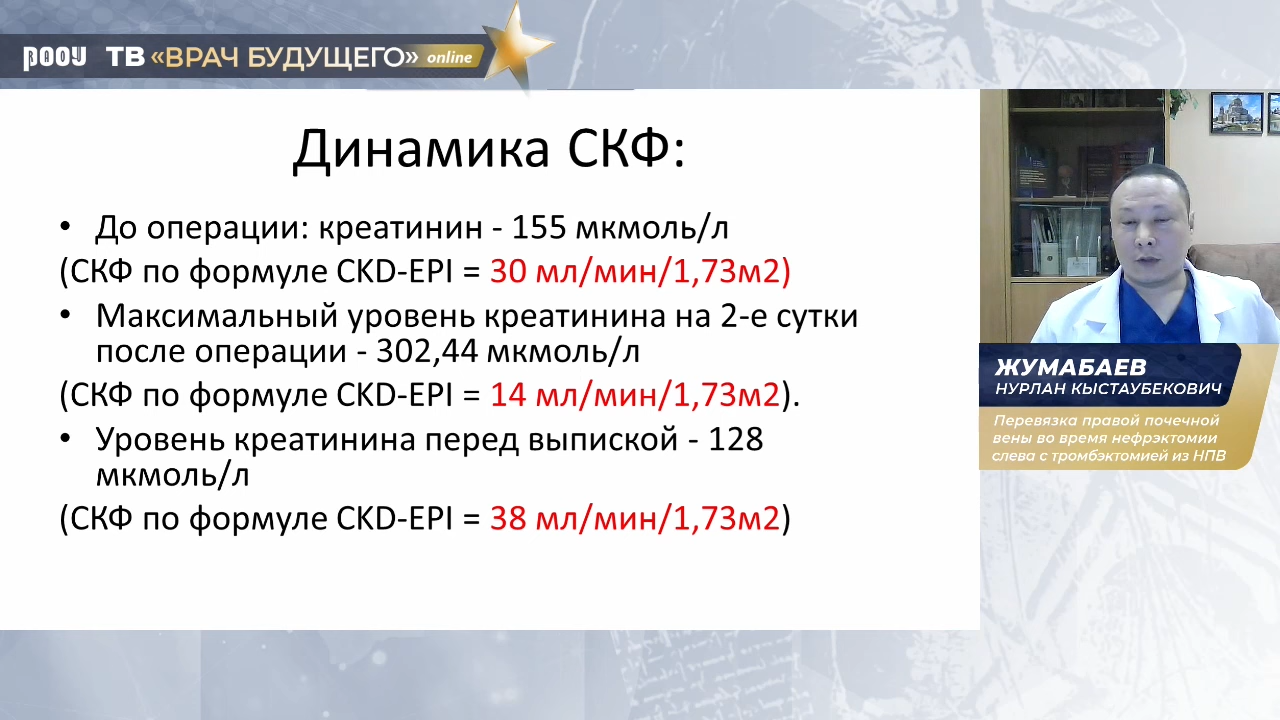 РООУ ТВ «ВРАЧ БУДУЩЕГО» online
Динамика СКФ:
• До операции: креатинин - 155 мкмоль/л
(СКФ по формуле CKD-EPI = 30 мл/мин/1,73м2)
• Максимальный уровень креатинина на 2-е сутки
после операции - 302,44 мкмоль/л
(СКФ по формуле CKD-EPI = 14 мл/мин/1,73м2).
• Уровень креатинина перед выпиской - 128
мкмоль/л
(СКФ по формуле CKD-EPI = 38 мл/мин/1,73м2)
ЖУМАБАЕВ
НУРЛАН КЫСТАУБЕКОВИЧ
Перевязка правой почечной
вены во время нефрэктомии
слева с тромбэктомией из НПВ